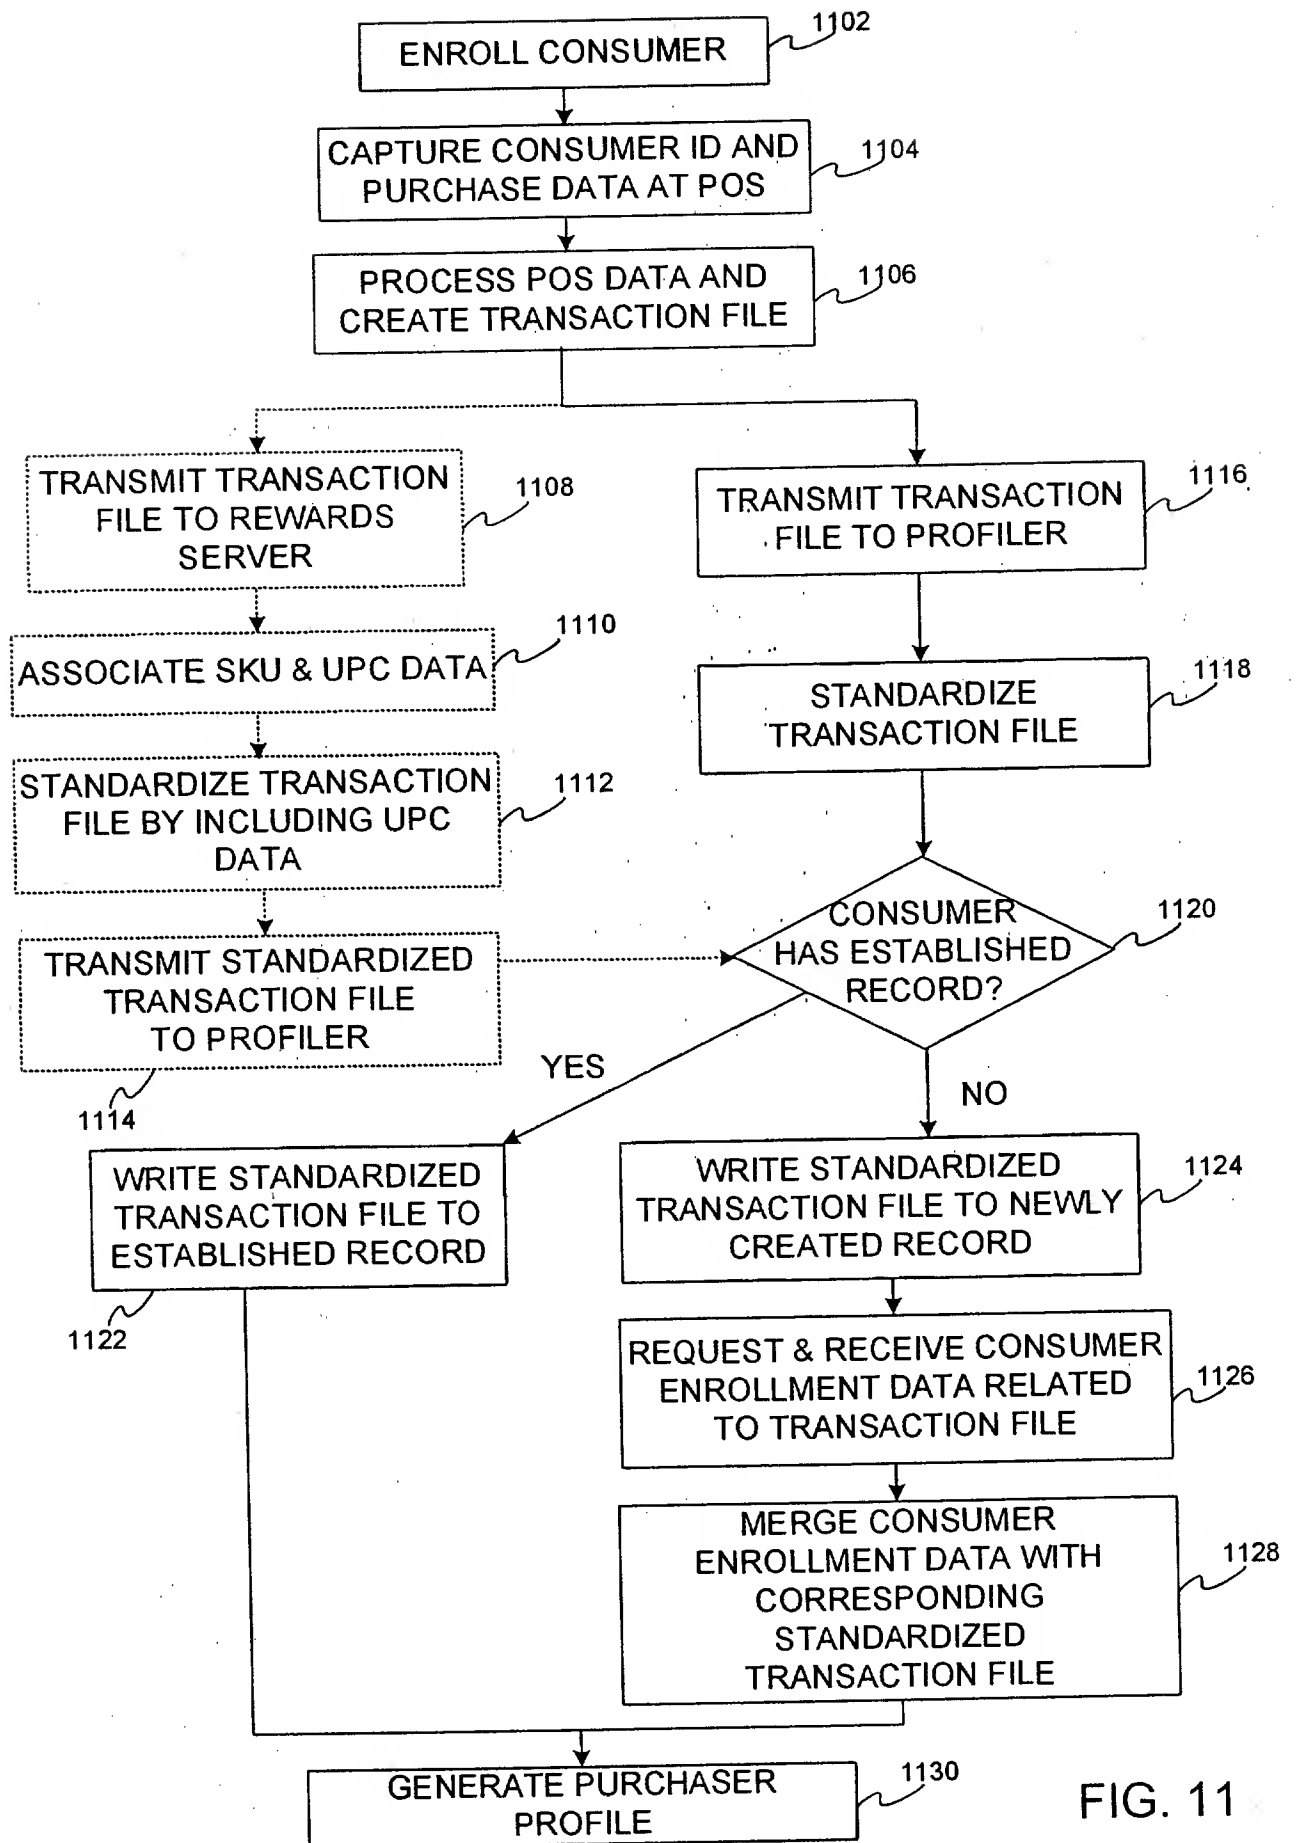 ENROLL CONSUMER
1102
CAPTURE CONSUMER ID AND
PURCHASE DATA AT POS
1104
PROCESS POS DATA AND
CREATE TRANSACTION FILE
1106
TRANSMIT TRANSACTION
FILE TO REWARDS
SERVER
1108
TRANSMIT TRANSACTION
FILE TO PROFILER
1116
ASSOCIATE SKU & UPC DATA
1110
STANDARDIZE
TRANSACTION FILE
1118
STANDARDIZE TRANSACTION
FILE BY INCLUDING UPC
DATA
1112
CONSUMER
HAS ESTABLISHED
RECORD?
1120
TRANSMIT STANDARDIZED
TRANSACTION FILE
TO PROFILER
1114
YES
NO
WRITE STANDARDIZED
TRANSACTION FILE TO
ESTABLISHED RECORD
1122
WRITE STANDARDIZED
TRANSACTION FILE TO NEWLY
CREATED RECORD
1124
REQUEST & RECEIVE CONSUMER
ENROLLMENT DATA RELATED
TO TRANSACTION FILE
1126
MERGE CONSUMER
ENROLLMENT DATA WITH
CORRESPONDING
STANDARDIZED
TRANSACTION FILE
1128
GENERATE PURCHASER
PROFILE
1130
FIG. 11